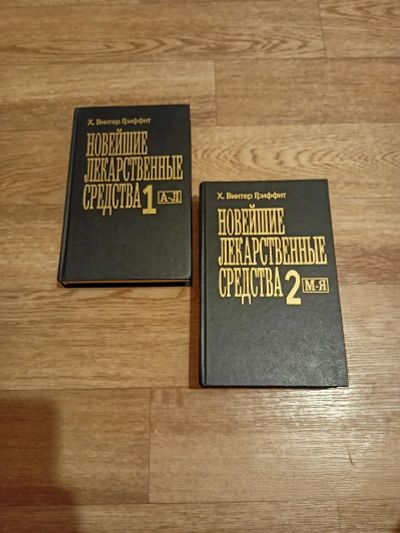 Х. Винтер Гриффит
НОВЕЙШИЕ
ЛЕКАРСТВЕННЫЕ
СРЕДСТВА 1 А-Л
Х. Винтер Гриффит
НОВЕЙШИЕ
ЛЕКАРСТВЕННЫЕ
СРЕДСТВА 2 М-Я